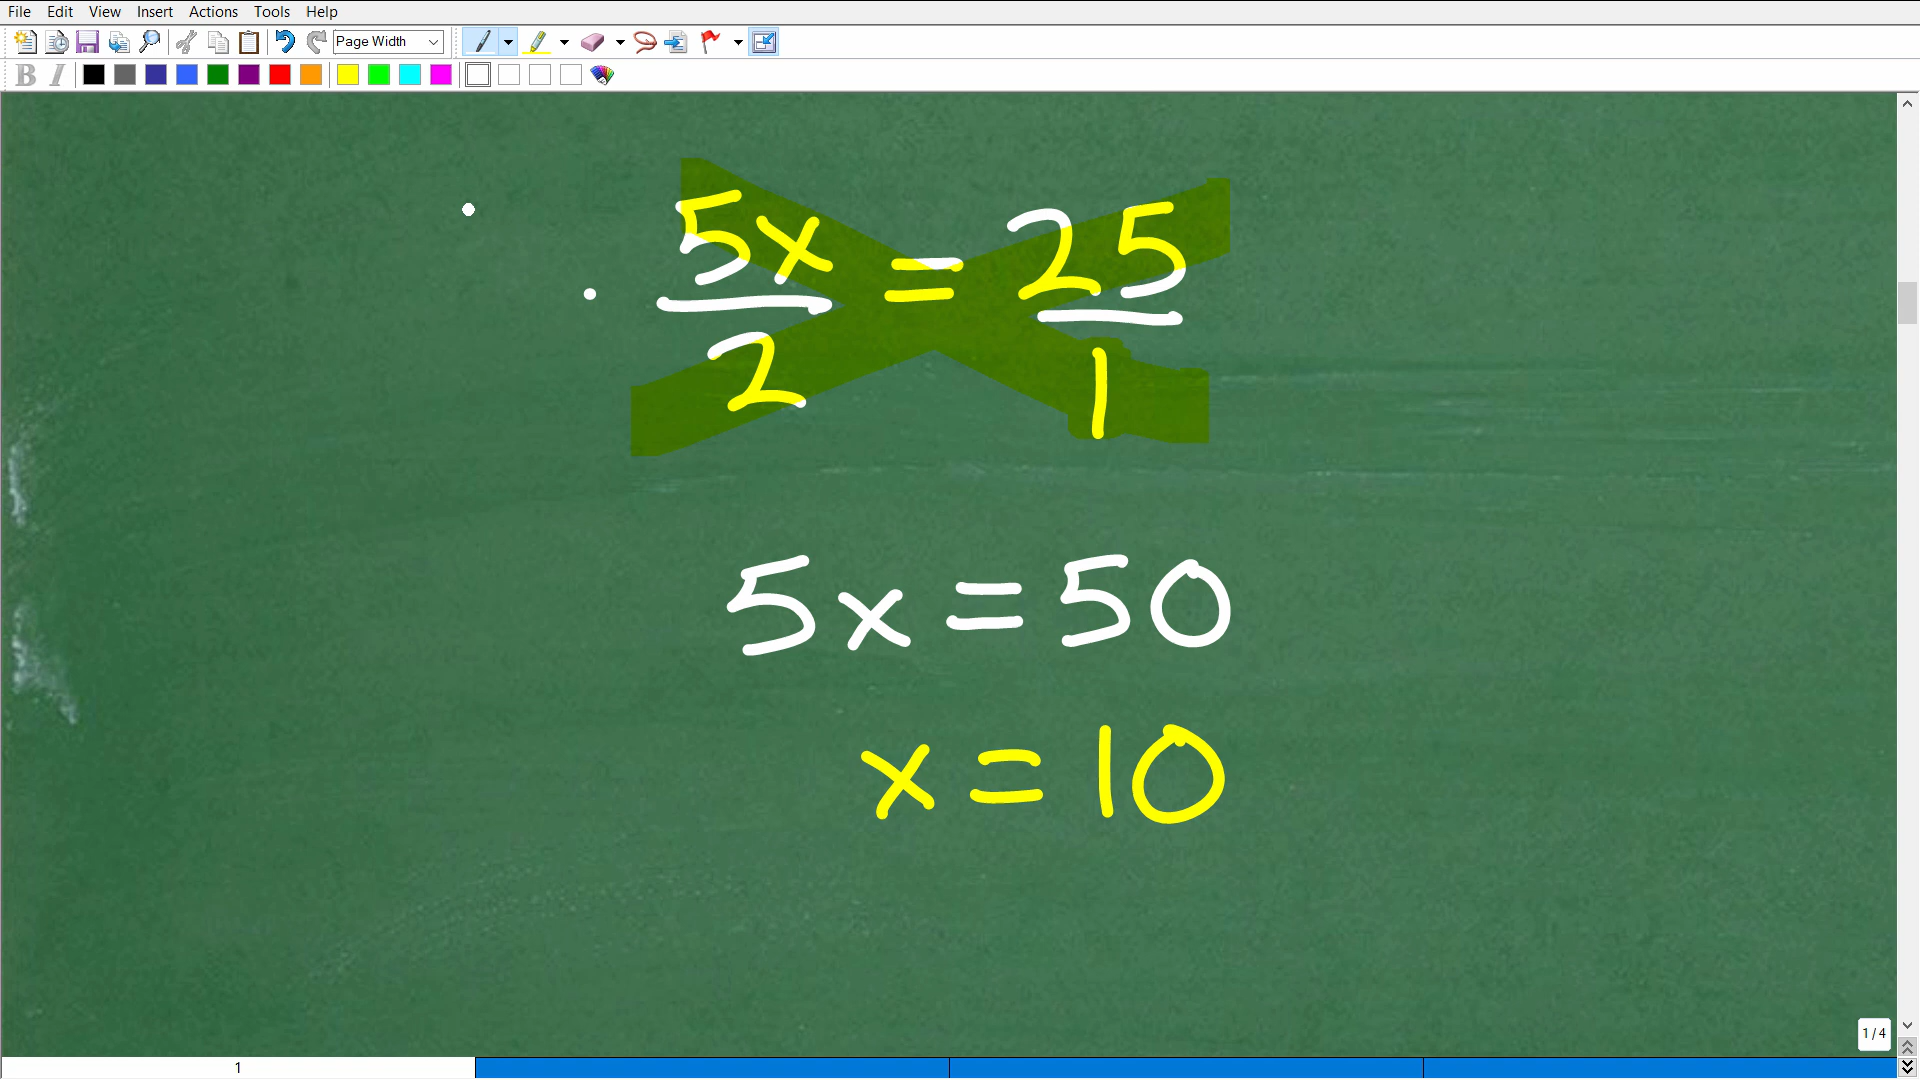 File Edit View Insert Actions Tools Help
Page Width
B I
5x = 25
2 1
5x = 50
x = 10
1 / 4
1